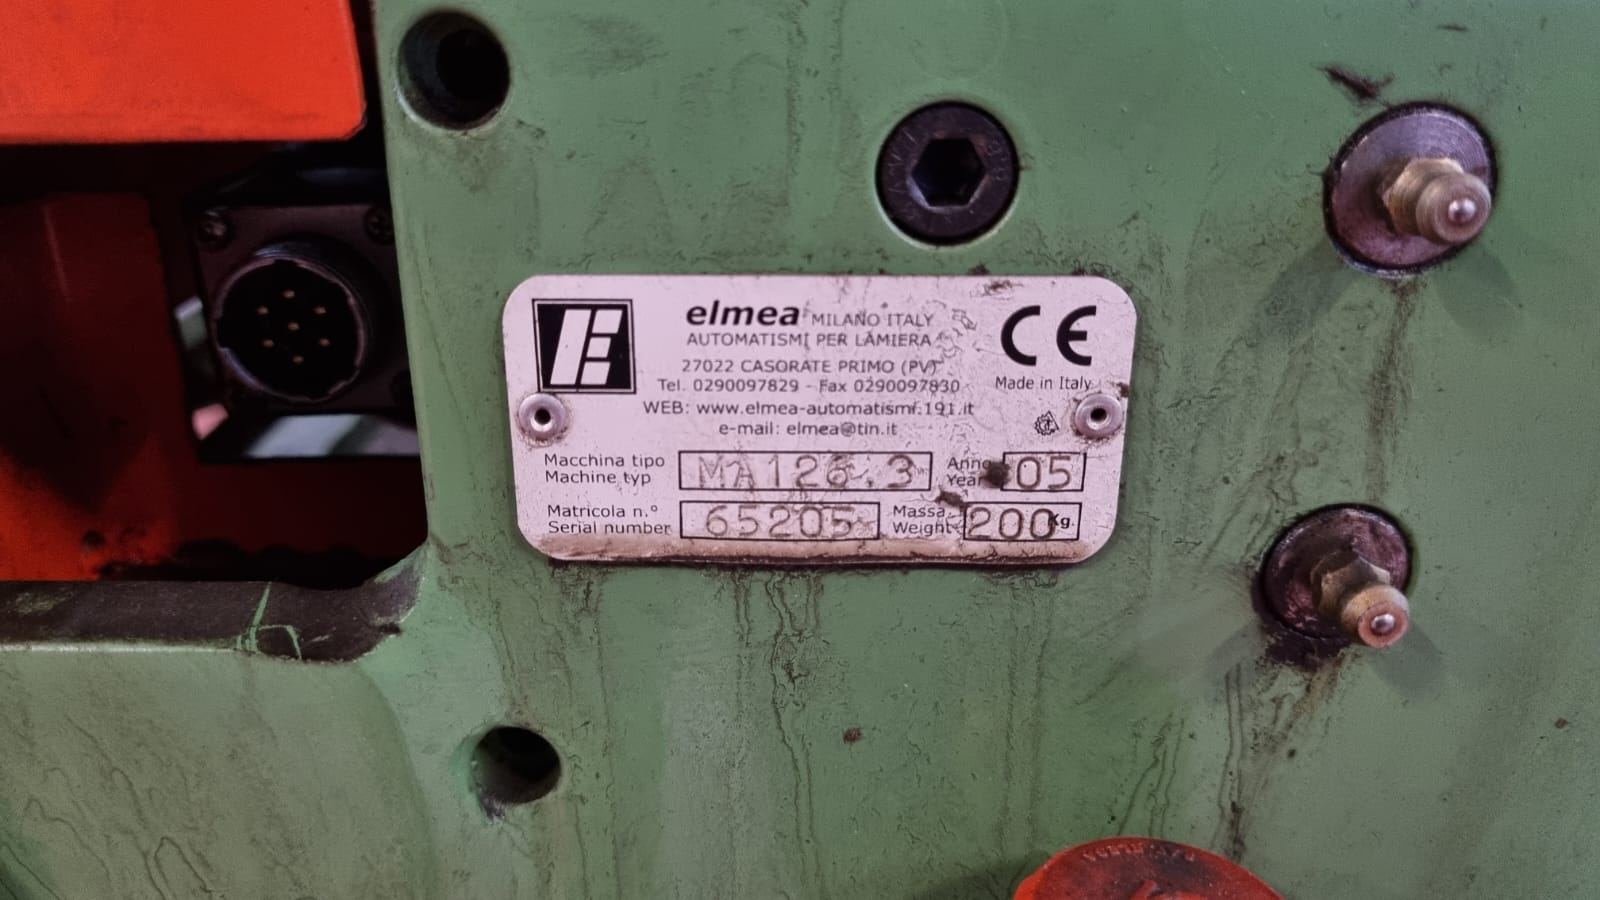 elmea MILANO ITALY
AUTOMATISMI PER LAMIERA
27022 CASORATE PRIMO (PV)
Tel. 0290097829 - Fax 0290097830
WEB: www.elmea-automatismi.191.it
e-mail: elmea@tin.it
CE
Made in Italy
Macchina tipo
Machine typ
MA126.3
Anno
Year
05
Matricola n.°
Serial number
65205
Massa
Weight
200 Kg.